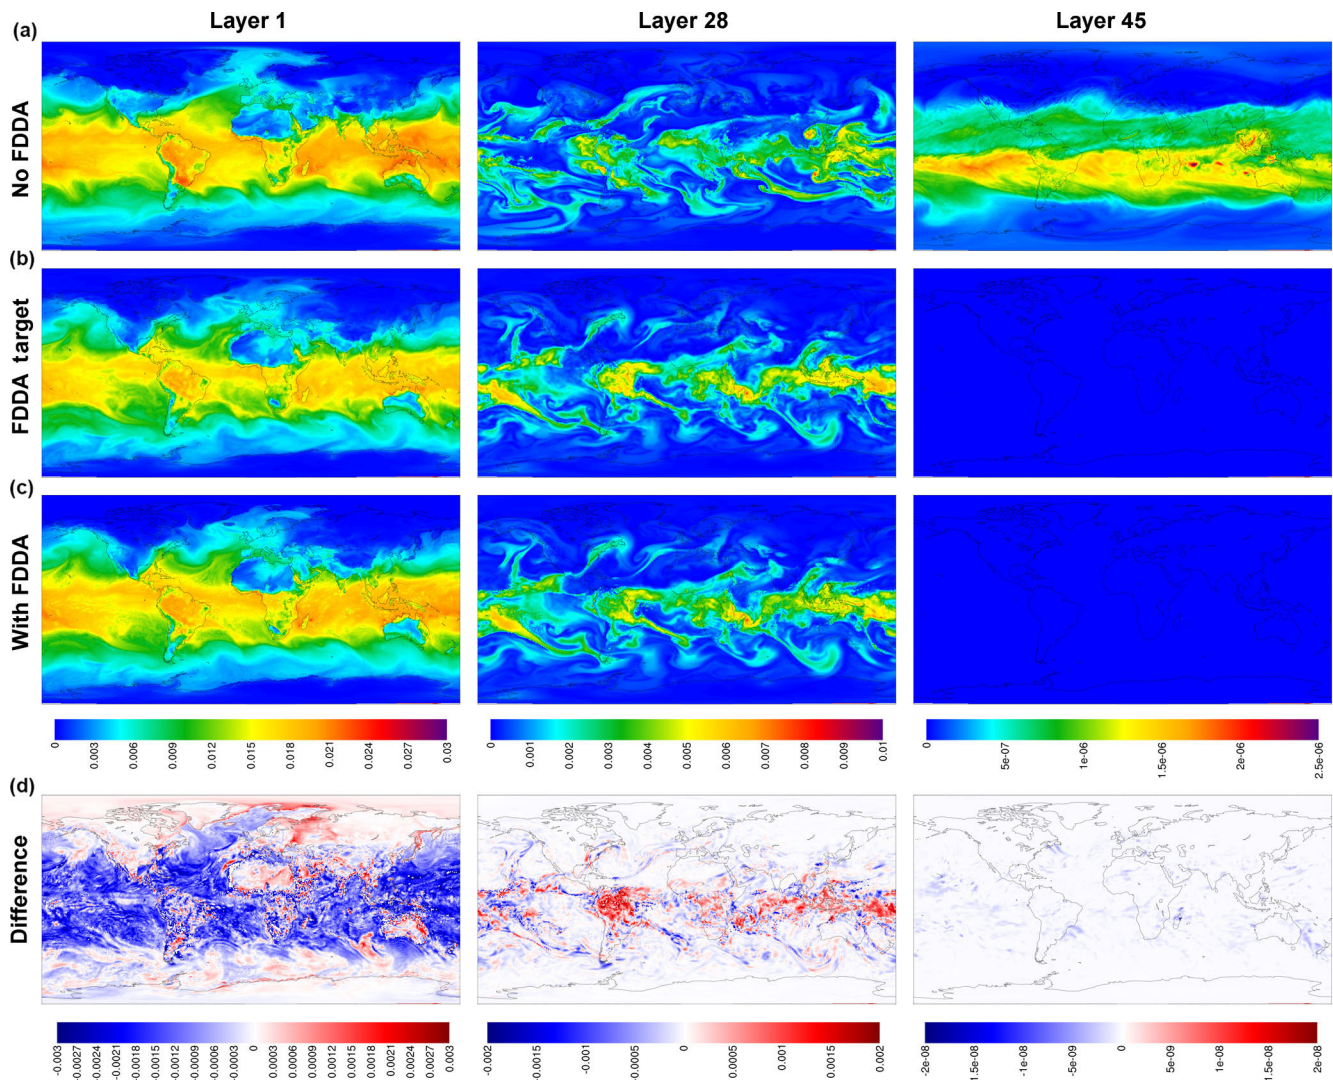 Layer 1
Layer 28
Layer 45
(a)
No FDDA
(b)
FDDA target
(c)
With FDDA
0 0.003 0.006 0.009 0.012 0.015 0.018 0.021 0.024 0.027 0.03
0 0.001 0.002 0.003 0.004 0.005 0.006 0.007 0.008 0.009 0.01
0 5e-07 1e-06 1.5e-06 2e-06 2.5e-06
(d)
Difference
-0.003 -0.0027 -0.0024 -0.0021 -0.0018 -0.0015 -0.0012 -0.0009 -0.0006 -0.0003 0 0.0003 0.0006 0.0009 0.0012 0.0015 0.0018 0.0021 0.0024 0.0027 0.003
-0.002 -0.0015 -0.001 -0.0005 0 0.0005 0.001 0.0015 0.002
-2e-08 -1.5e-08 -1e-08 -5e-09 0 5e-09 1e-08 1.5e-08 2e-08